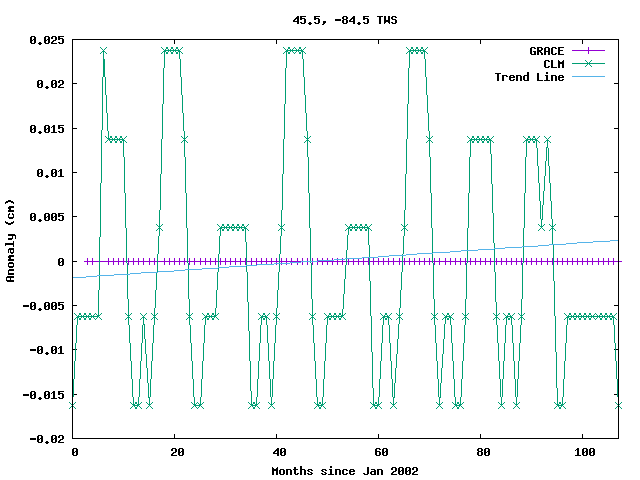 45.5, -84.5 TWS
GRACE
CLM
Trend Line
0.025
0.02
0.015
0.01
0.005
0
-0.005
-0.01
-0.015
-0.02
Anomaly (cm)
0 20 40 60 80 100
Months since Jan 2002